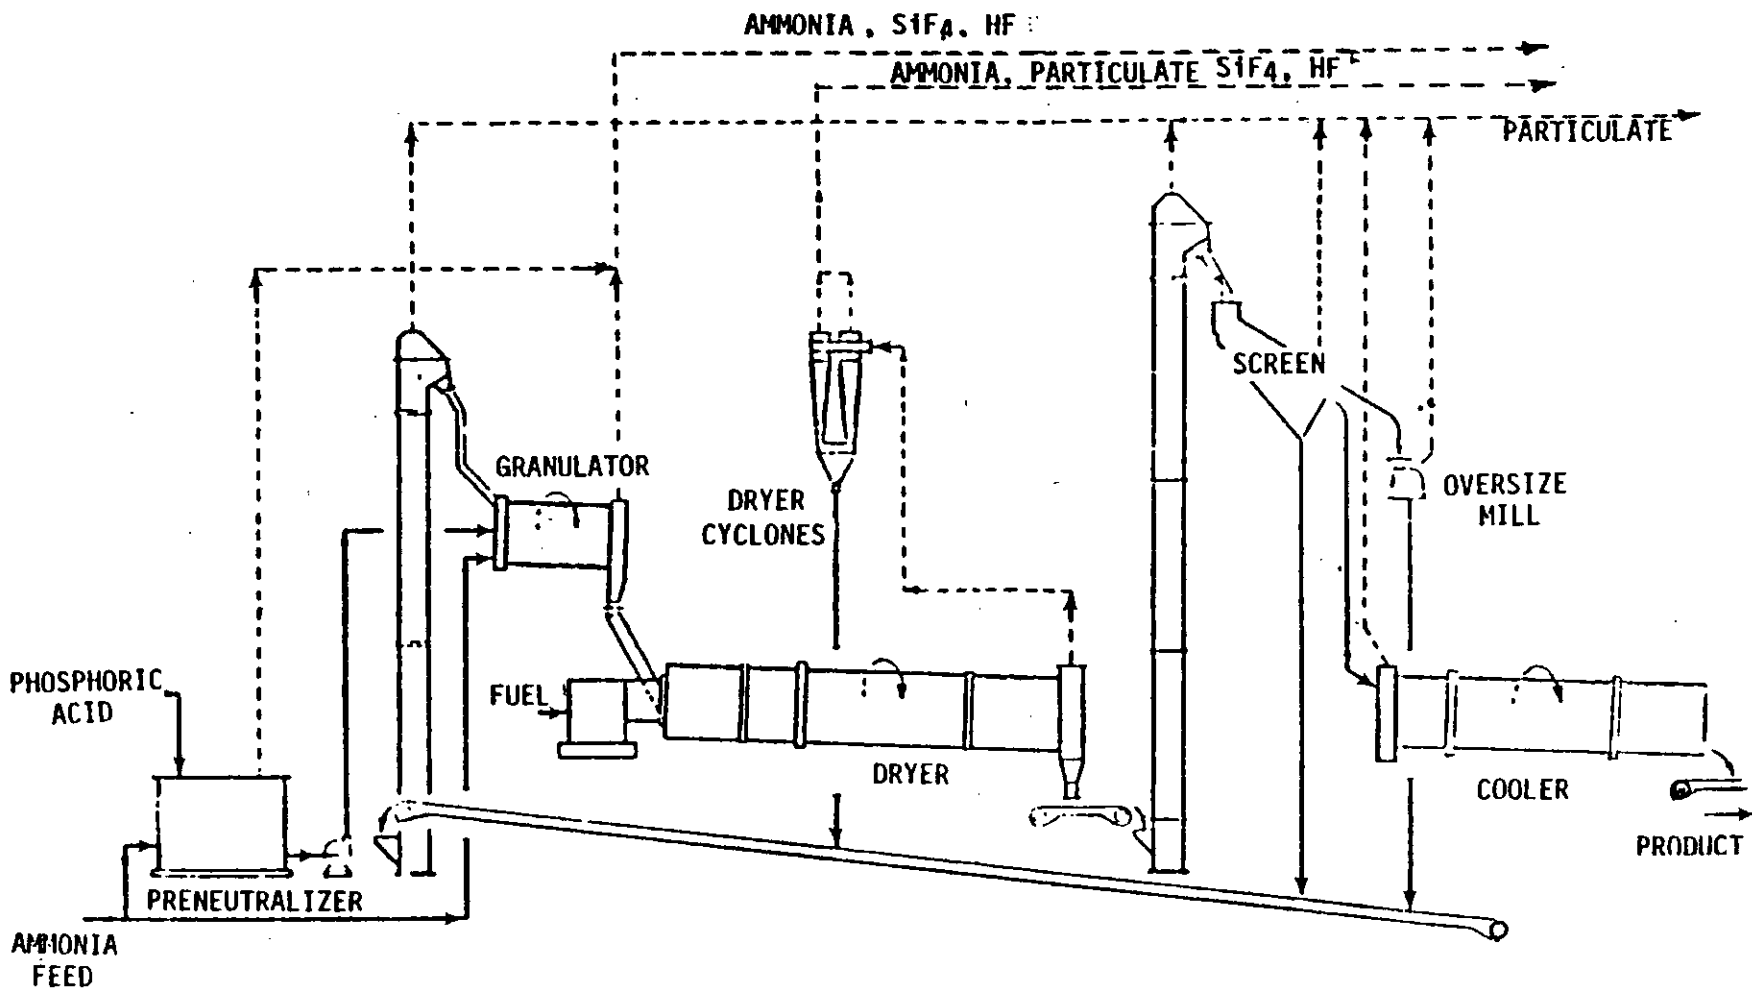 AMMONIA, SiF4, HF
AMMONIA, PARTICULATE SiF4, HF
PARTICULATE
SCREEN
GRANULATOR
DRYER
CYCLONES
OVERSIZE
MILL
PHOSPHORIC
ACID
FUEL
DRYER
COOLER
PRODUCT
PRENEUTRALIZER
AMMONIA
FEED